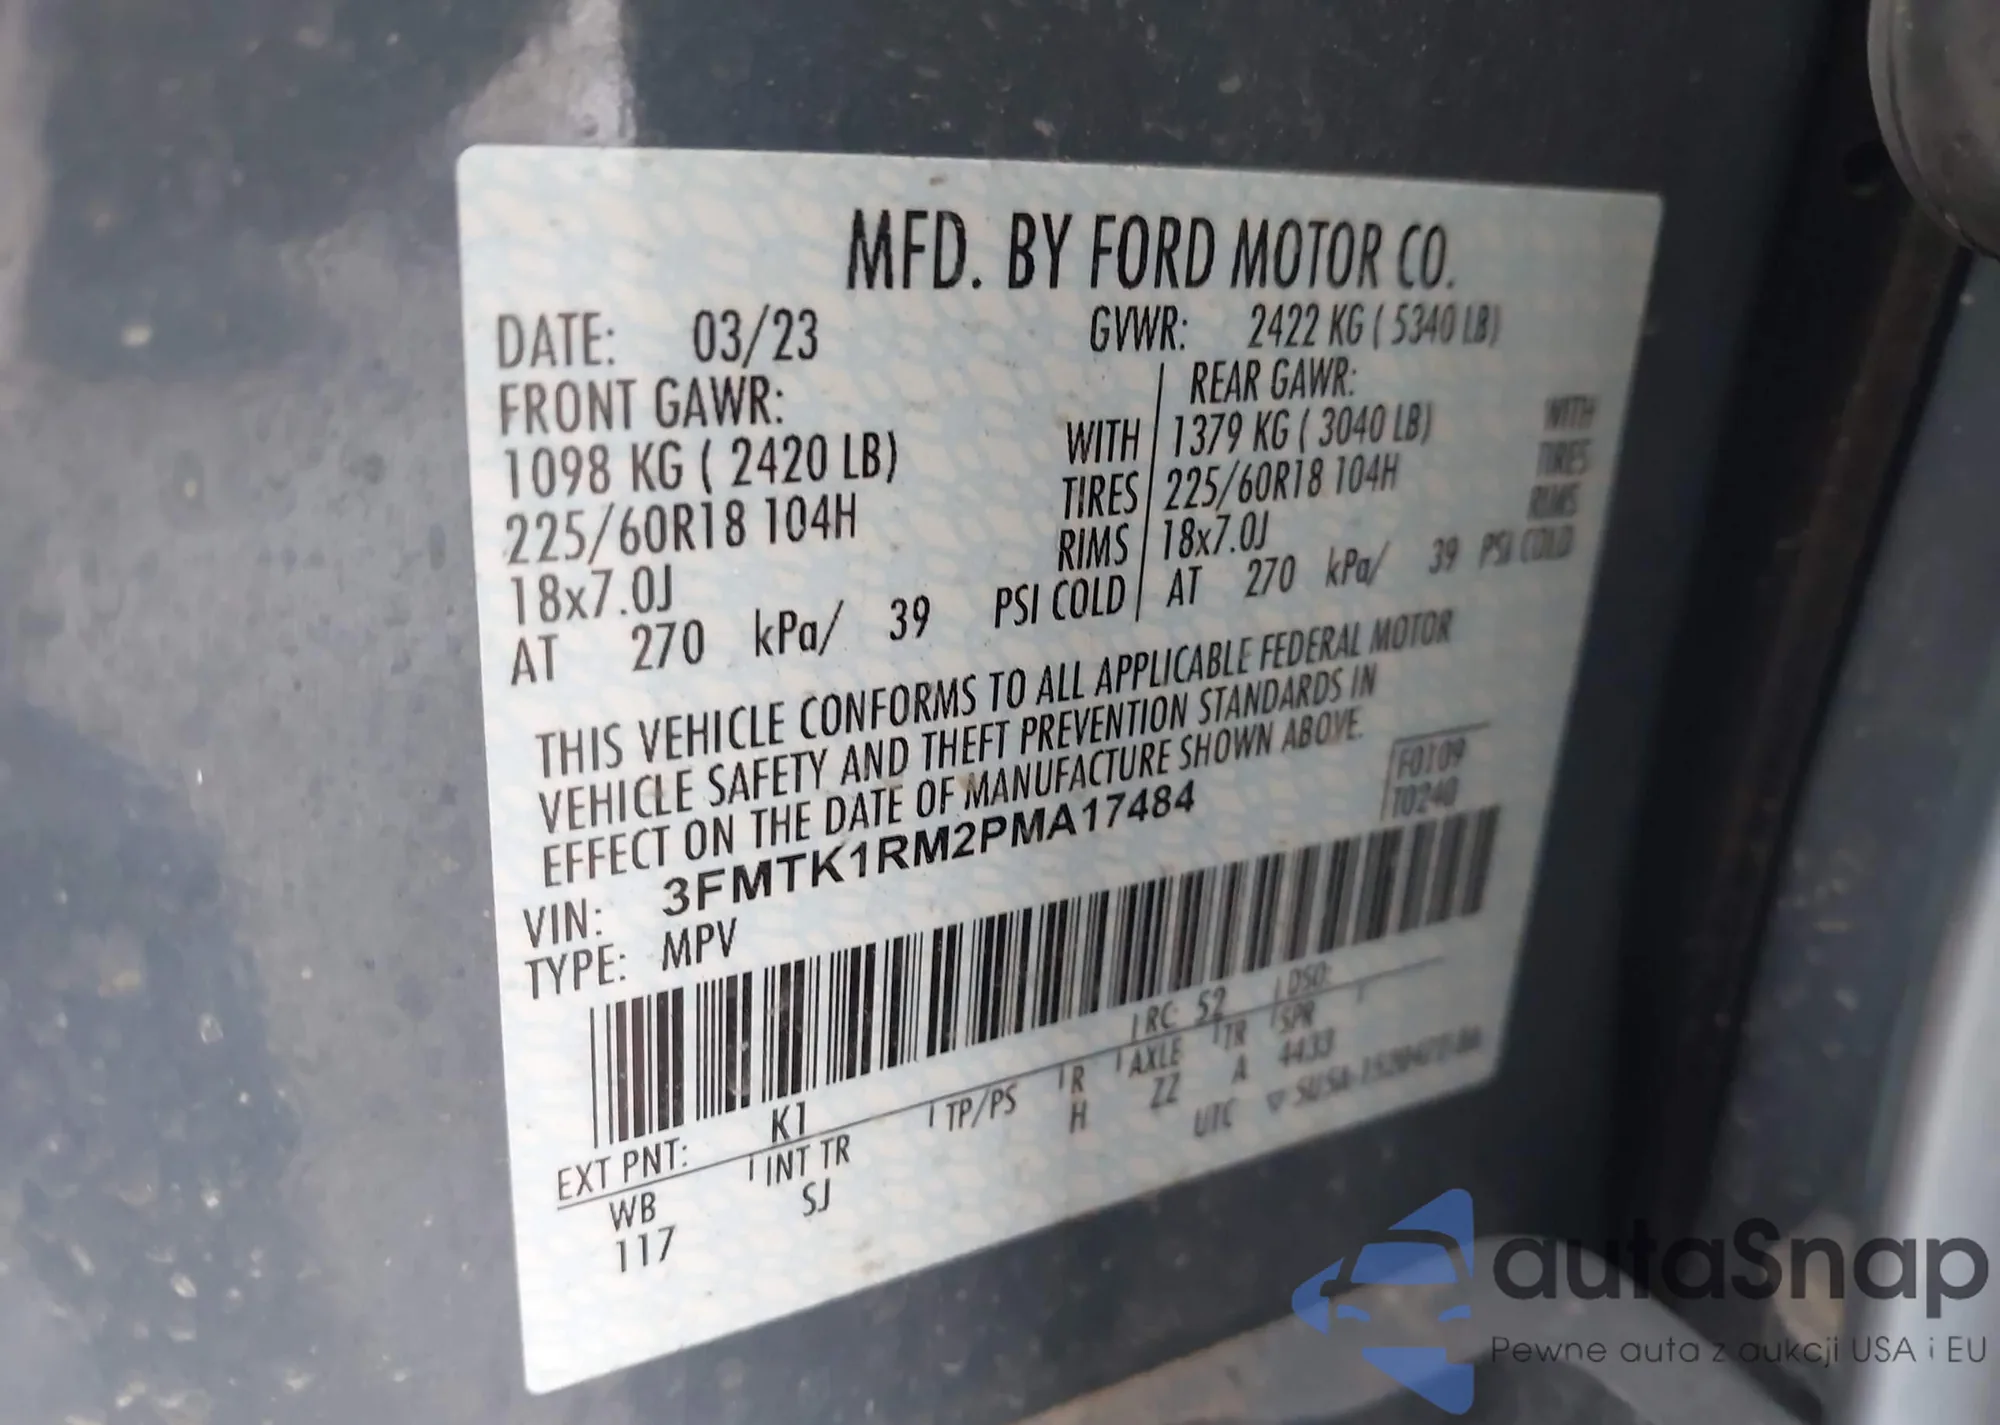 MFD. BY FORD MOTOR CO.
DATE: 03/23 GVWR: 2422 KG ( 5340 LB)
FRONT GAWR: REAR GAWR:
1098 KG ( 2420 LB) WITH 1379 KG ( 3040 LB) WITH
225/60R18 104H TIRES 225/60R18 104H TIRES
18x7.0J RIMS 18x7.0J RIMS
AT 270 kPa/ 39 PSI COLD AT 270 kPa/ 39 PSI COLD
THIS VEHICLE CONFORMS TO ALL APPLICABLE FEDERAL MOTOR
VEHICLE SAFETY AND THEFT PREVENTION STANDARDS IN
EFFECT ON THE DATE OF MANUFACTURE SHOWN ABOVE.
F0109
T0240
VIN: 3FMTK1RM2PMA17484
TYPE: MPV
EXT PNT: K1 RC: 52 DSO:
WB INT TR TP/PS R AXLE TR SPR
117 SJ H ZZ A 4433
UTC
autaSnap
Pewne auta z aukcji USA i EU